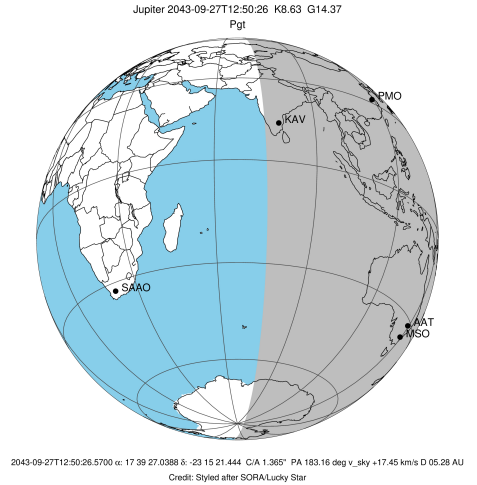 Jupiter 2043-09-27T12:50:26 K8.63 G14.37
Pgt
PMO
KAV
SAAO
AAT
MSO
2043-09-27T12:50:26.5700 α: 17 39 27.0388 δ: -23 15 21.444 C/A 1.365" PA 183.16 deg v_sky +17.45 km/s D 05.28 AU
Credit: Styled after SORA/Lucky Star